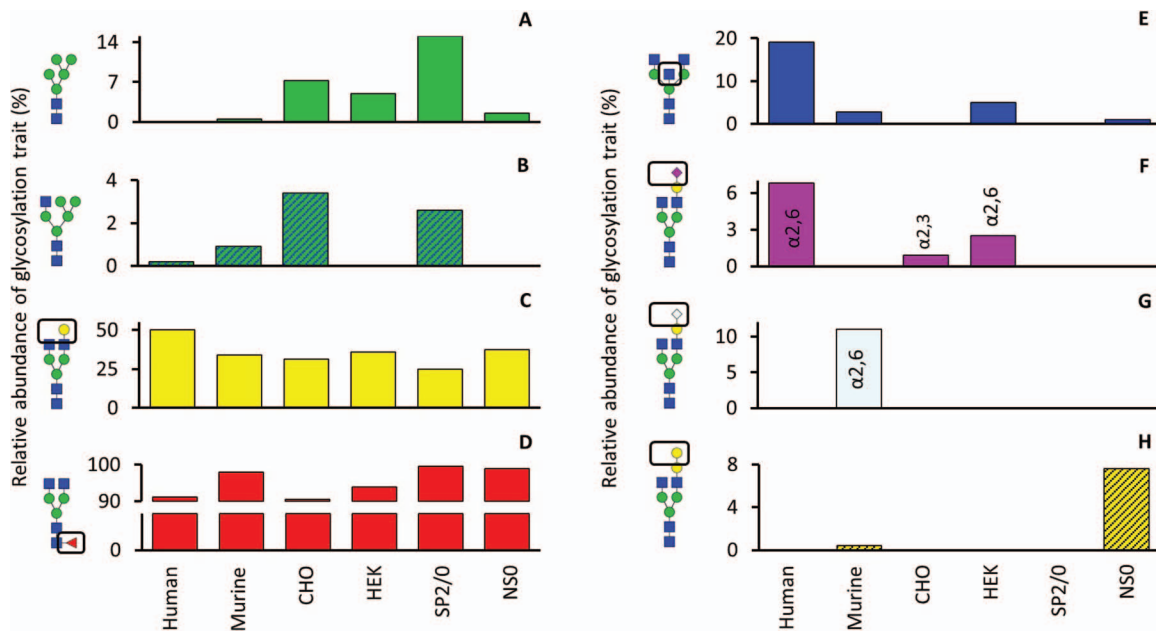 Relative abundance of glycosylation trait (%)
A
14
7
0
B
4
2
0
C
50
25
0
D
100
90
0
Human
Murine
CHO
HEK
SP2/0
NS0
Relative abundance of glycosylation trait (%)
E
20
10
0
F
6
3
0
α2,6
α2,3
α2,6
G
10
5
0
α2,6
H
8
4
0
Human
Murine
CHO
HEK
SP2/0
NS0